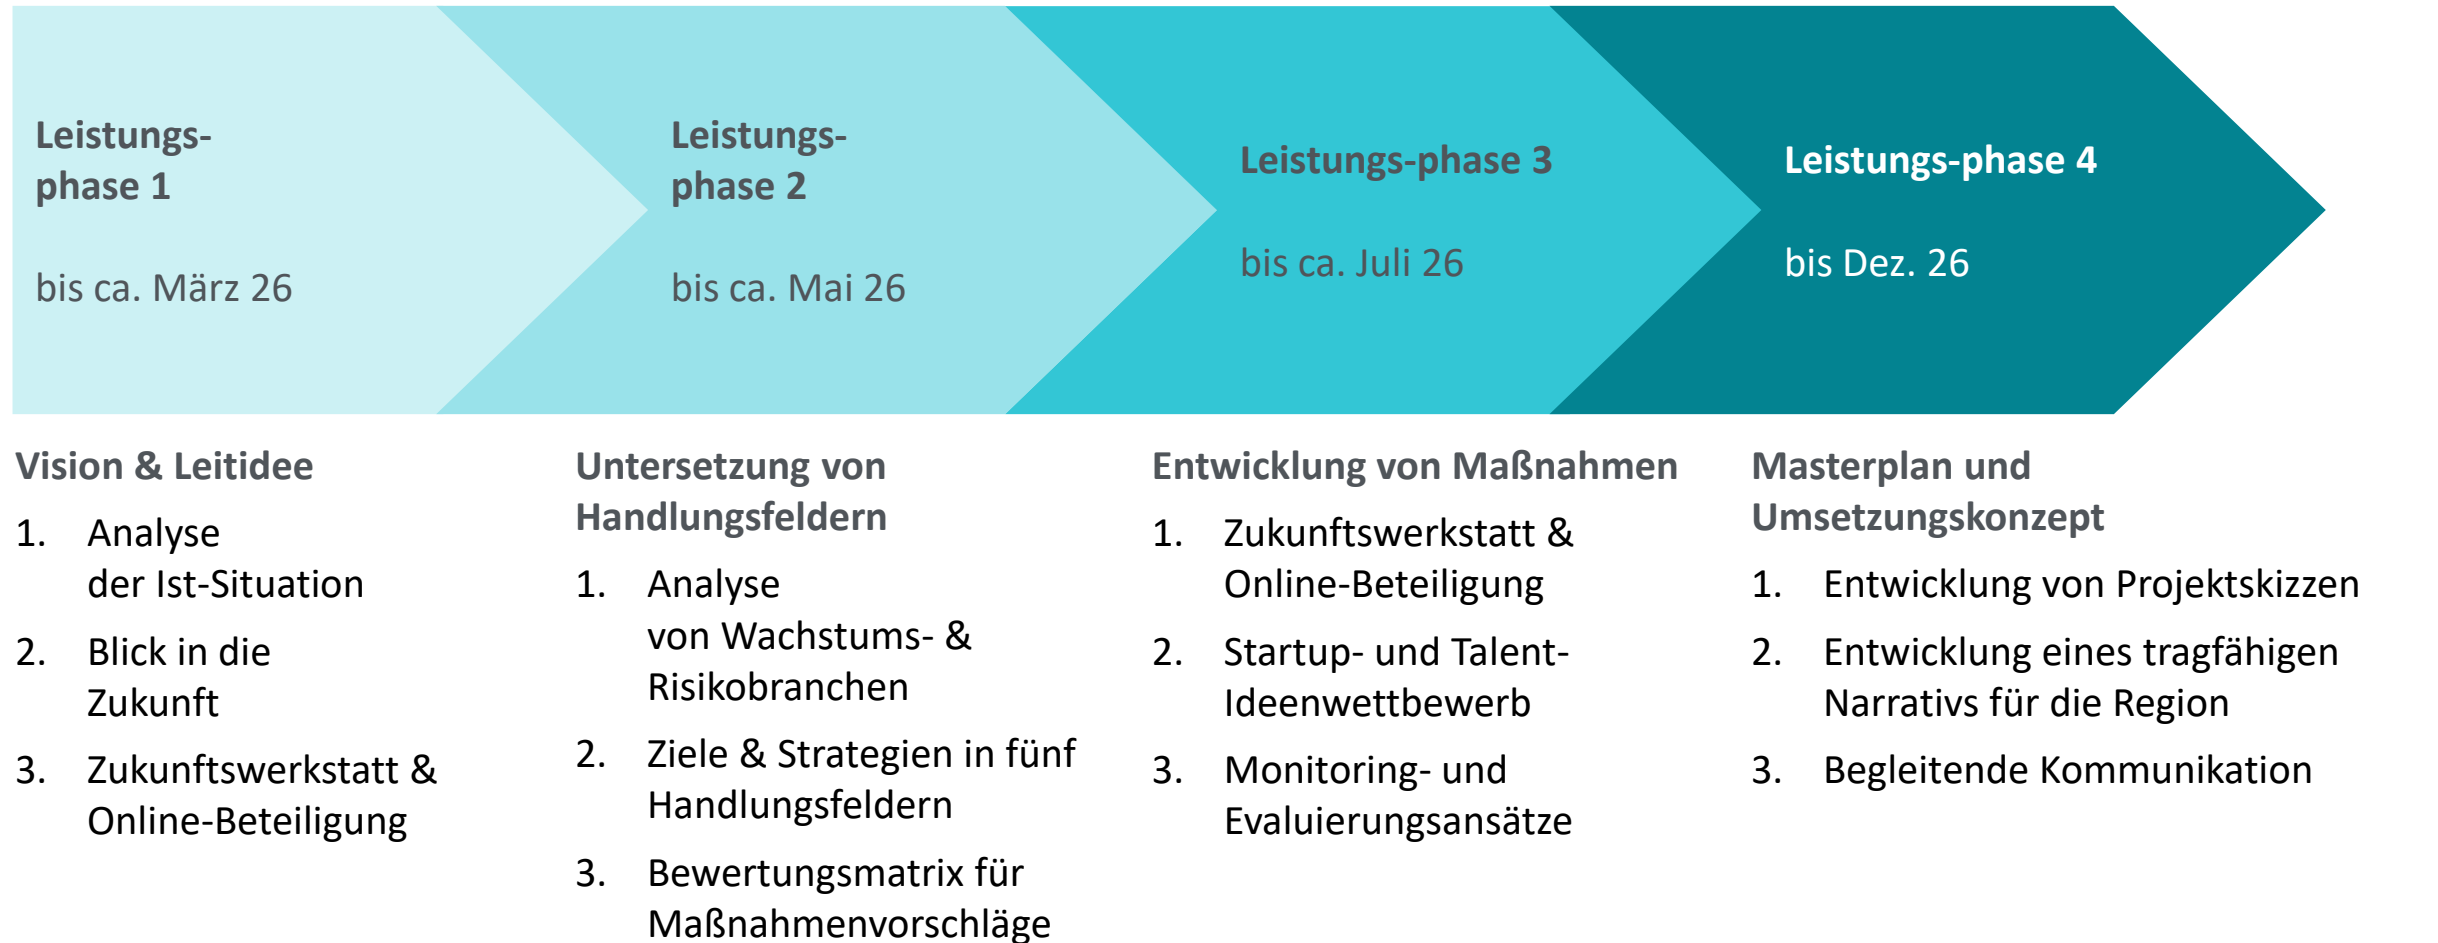 Leistungs-
phase 1
bis ca. März 26
Leistungs-
phase 2
bis ca. Mai 26
Leistungs-phase 3
bis ca. Juli 26
Leistungs-phase 4
bis Dez. 26
Vision & Leitidee
1. Analyse
der Ist-Situation
2. Blick in die
Zukunft
3. Zukunftswerkstatt &
Online-Beteiligung
Untersetzung von
Handlungsfeldern
1. Analyse
von Wachstums- &
Risikobranchen
2. Ziele & Strategien in fünf
Handlungsfeldern
3. Bewertungsmatrix für
Maßnahmenvorschläge
Entwicklung von Maßnahmen
1. Zukunftswerkstatt &
Online-Beteiligung
2. Startup- und Talent-
Ideenwettbewerb
3. Monitoring- und
Evaluierungsansätze
Masterplan und
Umsetzungskonzept
1. Entwicklung von Projektskizzen
2. Entwicklung eines tragfähigen
Narrativs für die Region
3. Begleitende Kommunikation